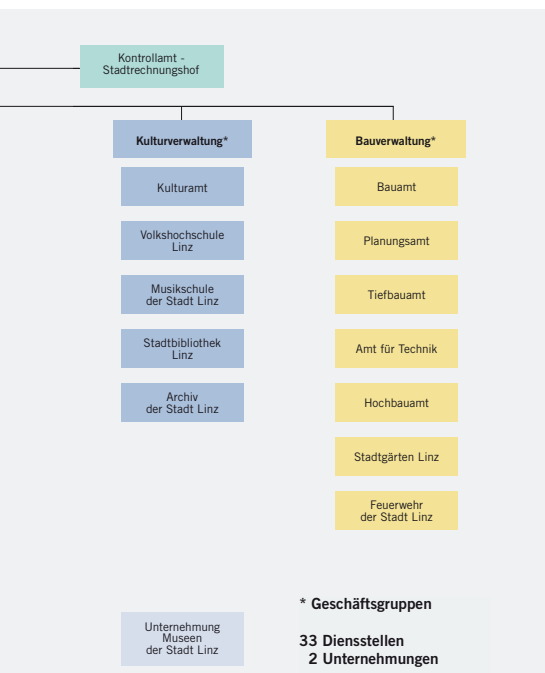 Kontrollamt -
Stadtrechnungshof
Kulturverwaltung*
Kulturamt
Volkshochschule
Linz
Musikschule
der Stadt Linz
Stadtbibliothek
Linz
Archiv
der Stadt Linz
Unternehmung
Museen
der Stadt Linz
Bauverwaltung*
Bauamt
Planungsamt
Tiefbauamt
Amt für Technik
Hochbauamt
Stadtgärten Linz
Feuerwehr
der Stadt Linz
* Geschäftsgruppen
33 Diensstellen
2 Unternehmungen